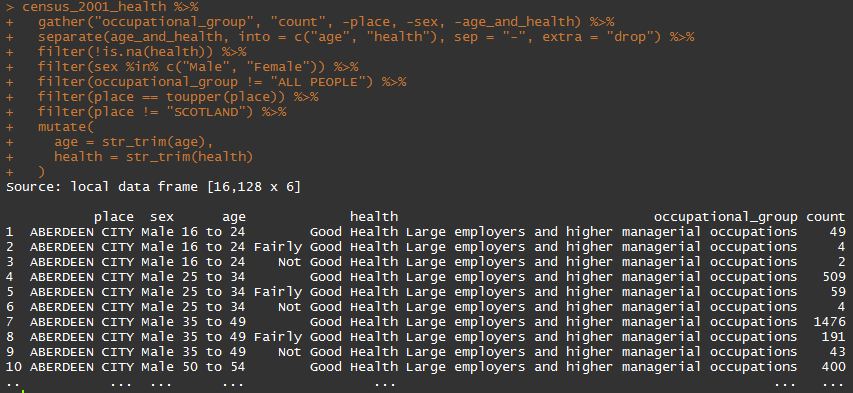 > census_2001_health %>%
+   gather("occupational_group", "count", -place, -sex, -age_and_health) %>%
+   separate(age_and_health, into = c("age", "health"), sep = "-", extra = "drop") %>%
+   filter(!is.na(health)) %>%
+   filter(sex %in% c("Male", "Female")) %>%
+   filter(occupational_group != "ALL PEOPLE") %>%
+   filter(place == toupper(place)) %>%
+   filter(place != "SCOTLAND") %>%
+   mutate(
+     age = str_trim(age),
+     health = str_trim(health)
+   )
Source: local data frame [16,128 x 6]
place sex age health occupational_group count
1 ABERDEEN CITY Male 16 to 24 Good Health Large employers and higher managerial occupations 49
2 ABERDEEN CITY Male 16 to 24 Fairly Good Health Large employers and higher managerial occupations 4
3 ABERDEEN CITY Male 16 to 24 Not Good Health Large employers and higher managerial occupations 2
4 ABERDEEN CITY Male 25 to 34 Good Health Large employers and higher managerial occupations 509
5 ABERDEEN CITY Male 25 to 34 Fairly Good Health Large employers and higher managerial occupations 59
6 ABERDEEN CITY Male 25 to 34 Not Good Health Large employers and higher managerial occupations 4
7 ABERDEEN CITY Male 35 to 49 Good Health Large employers and higher managerial occupations 1476
8 ABERDEEN CITY Male 35 to 49 Fairly Good Health Large employers and higher managerial occupations 191
9 ABERDEEN CITY Male 35 to 49 Not Good Health Large employers and higher managerial occupations 43
10 ABERDEEN CITY Male 50 to 54 Good Health Large employers and higher managerial occupations 400
.. ... ... ... ... ... ...